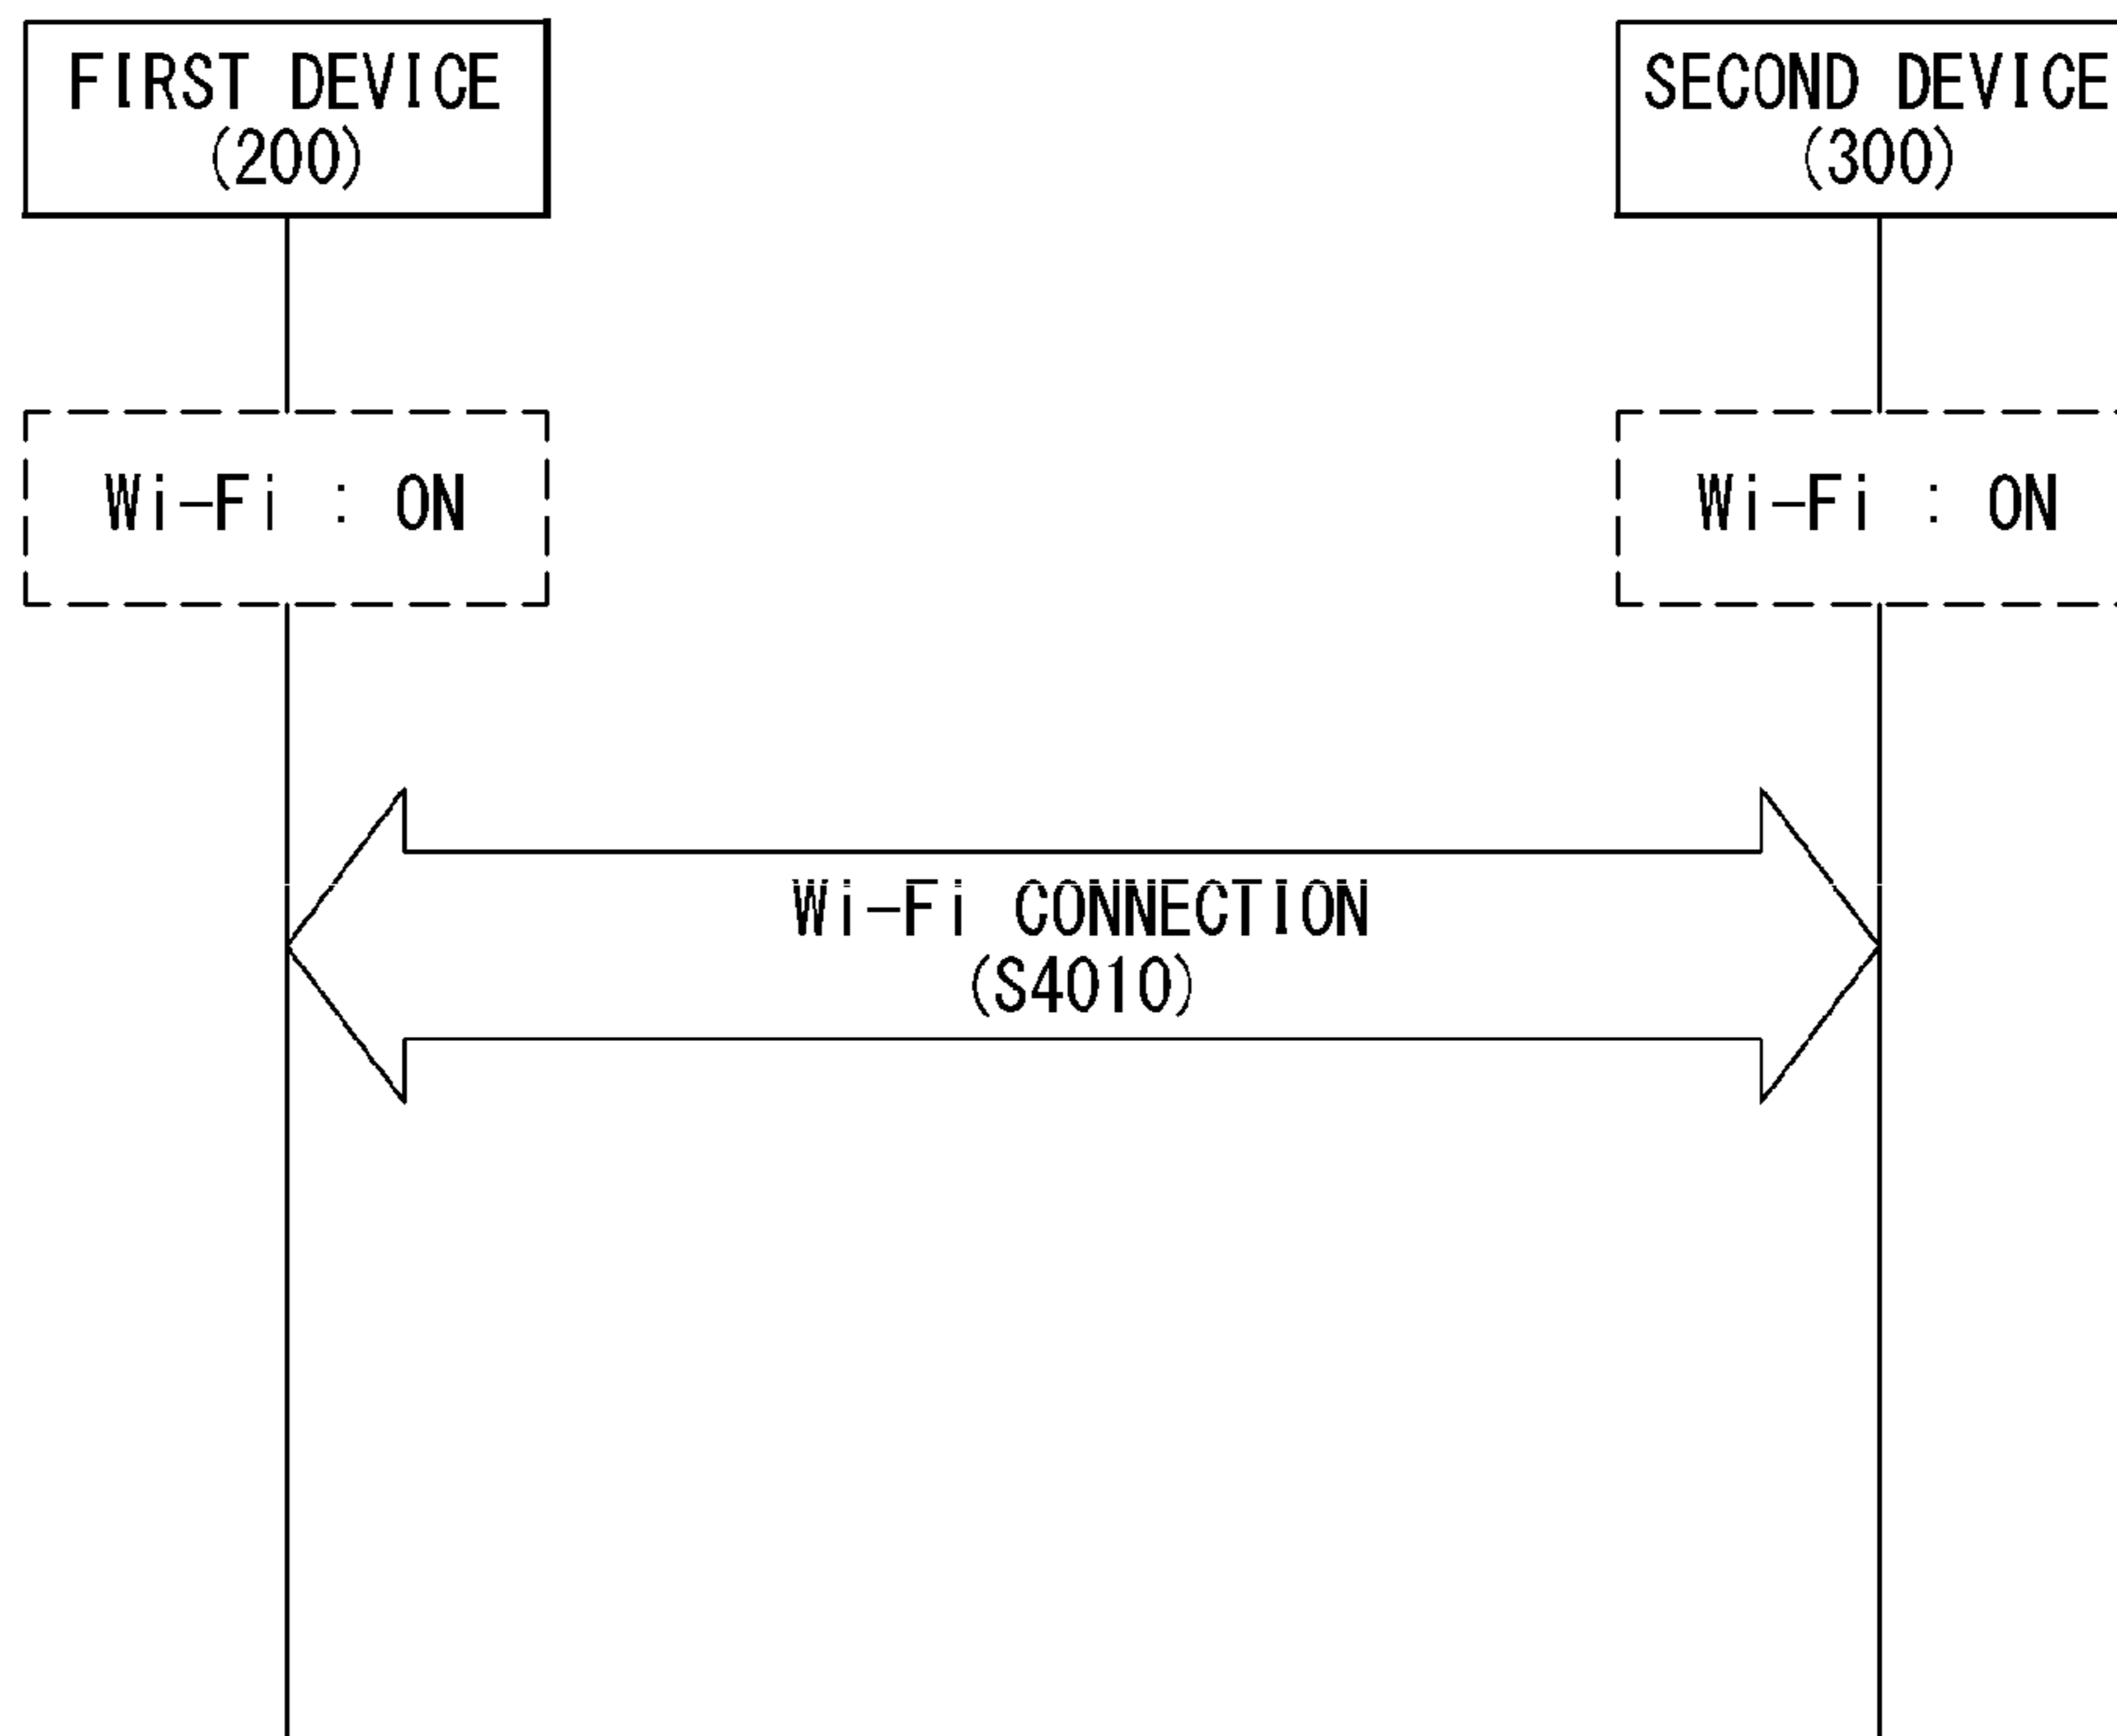 FIRST DEVICE
(200)
SECOND DEVICE
(300)
Wi-Fi : ON
Wi-Fi : ON
Wi-Fi CONNECTION
(S4010)